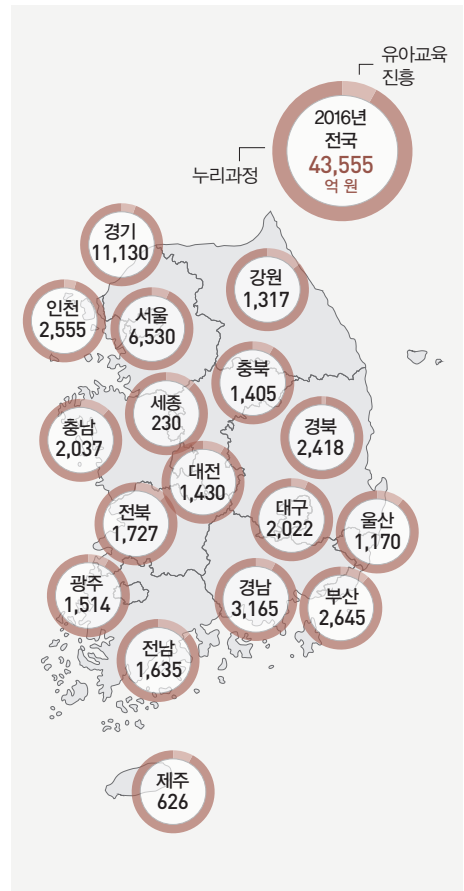 유아교육
진흥
2016년
전국
43,555
억 원
누리과정
경기
11,130
강원
1,317
인천
2,555
서울
6,530
충북
1,405
세종
230
충남
2,037
경북
2,418
대전
1,430
대구
2,022
전북
1,727
울산
1,170
광주
1,514
경남
3,165
부산
2,645
전남
1,635
제주
626